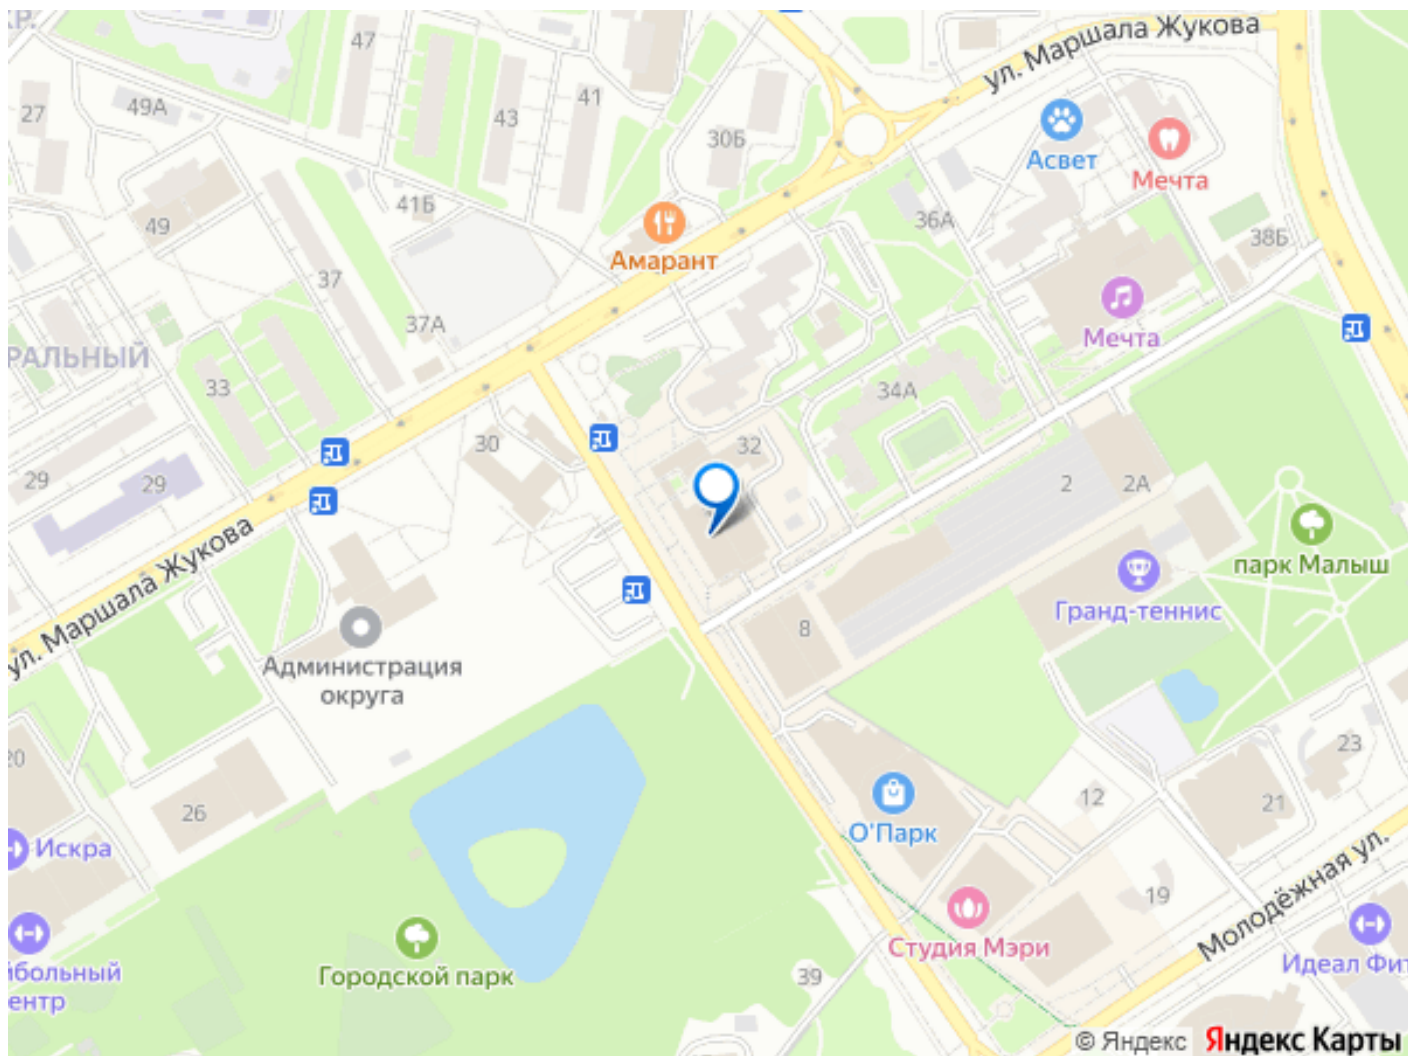 КР.
47
ул. Маршала Жукова
27
49А
43
41
30Б
Асвет
Мечта
49
41Б
36А
38Б
Амарант
37
37А
Мечта
РАЛЬНЫЙ
33
34А
30
32
29
29
2
2А
ул. Маршала Жукова
парк Малыш
Гранд-теннис
8
Администрация
округа
20
23
26
12
21
О'Парк
Искра
Молодёжная ул.
19
Студия Мэри
йбольный
ентр
Городской парк
39
Идеал Фит
© Яндекс Яндекс Карты